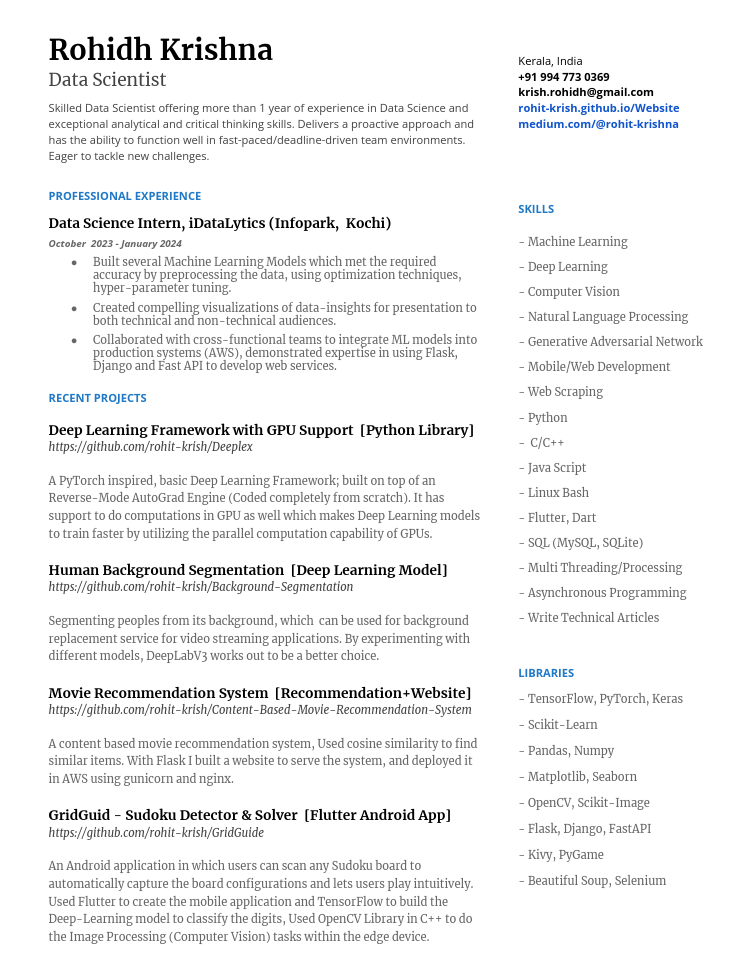 Rohidh Krishna
Data Scientist
Skilled Data Scientist offering more than 1 year of experience in Data Science and
exceptional analytical and critical thinking skills. Delivers a proactive approach and
has the ability to function well in fast-paced/deadline-driven team environments.
Eager to tackle new challenges.
Kerala, India
+91 994 773 0369
krish.rohidh@gmail.com
rohit-krish.github.io/Website
medium.com/@rohit-krishna
PROFESSIONAL EXPERIENCE
Data Science Intern, iDataLytics (Infopark,  Kochi)
October  2023 - January 2024
● Built several Machine Learning Models which met the required
accuracy by preprocessing the data, using optimization techniques,
hyper-parameter tuning.
● Created compelling visualizations of data-insights for presentation to
both technical and non-technical audiences.
● Collaborated with cross-functional teams to integrate ML models into
production systems (AWS), demonstrated expertise in using Flask,
Django and Fast API to develop web services.
RECENT PROJECTS
Deep Learning Framework with GPU Support  [Python Library]
https://github.com/rohit-krish/Deeplex
A PyTorch inspired, basic Deep Learning Framework; built on top of an
Reverse-Mode AutoGrad Engine (Coded completely from scratch). It has
support to do computations in GPU as well which makes Deep Learning models
to train faster by utilizing the parallel computation capability of GPUs.
Human Background Segmentation  [Deep Learning Model]
https://github.com/rohit-krish/Background-Segmentation
Segmenting peoples from its background, which  can be used for background
replacement service for video streaming applications. By experimenting with
different models, DeepLabV3 works out to be a better choice.
Movie Recommendation System  [Recommendation+Website]
https://github.com/rohit-krish/Content-Based-Movie-Recommendation-System
A content based movie recommendation system, Used cosine similarity to find
similar items. With Flask I built a website to serve the system, and deployed it
in AWS using gunicorn and nginx.
GridGuid - Sudoku Detector & Solver  [Flutter Android App]
https://github.com/rohit-krish/GridGuide
An Android application in which users can scan any Sudoku board to
automatically capture the board configurations and lets users play intuitively.
Used Flutter to create the mobile application and TensorFlow to build the
Deep-Learning model to classify the digits, Used OpenCV Library in C++ to do
the Image Processing (Computer Vision) tasks within the edge device.
SKILLS
- Machine Learning
- Deep Learning
- Computer Vision
- Natural Language Processing
- Generative Adversarial Network
- Mobile/Web Development
- Web Scraping
- Python
-  C/C++
- Java Script
- Linux Bash
- Flutter, Dart
- SQL (MySQL, SQLite)
- Multi Threading/Processing
- Asynchronous Programming
- Write Technical Articles
LIBRARIES
- TensorFlow, PyTorch, Keras
- Scikit-Learn
- Pandas, Numpy
- Matplotlib, Seaborn
- OpenCV, Scikit-Image
- Flask, Django, FastAPI
- Kivy, PyGame
- Beautiful Soup, Selenium